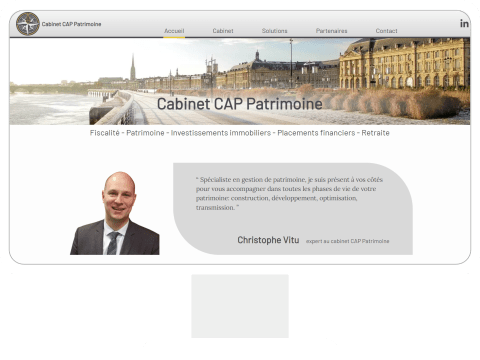 Cabinet CAP Patrimoine
Accueil Cabinet Solutions Partenaires Contact
in
Cabinet CAP Patrimoine
Fiscalité - Patrimoine - Investissements immobiliers - Placements financiers - Retraite
" Spécialiste en gestion de patrimoine, je suis présent à vos côtés
pour vous accompagner dans toutes les phases de vie de votre
patrimoine: construction, développement, optimisation,
transmission. "
Christophe Vitu expert au cabinet CAP Patrimoine